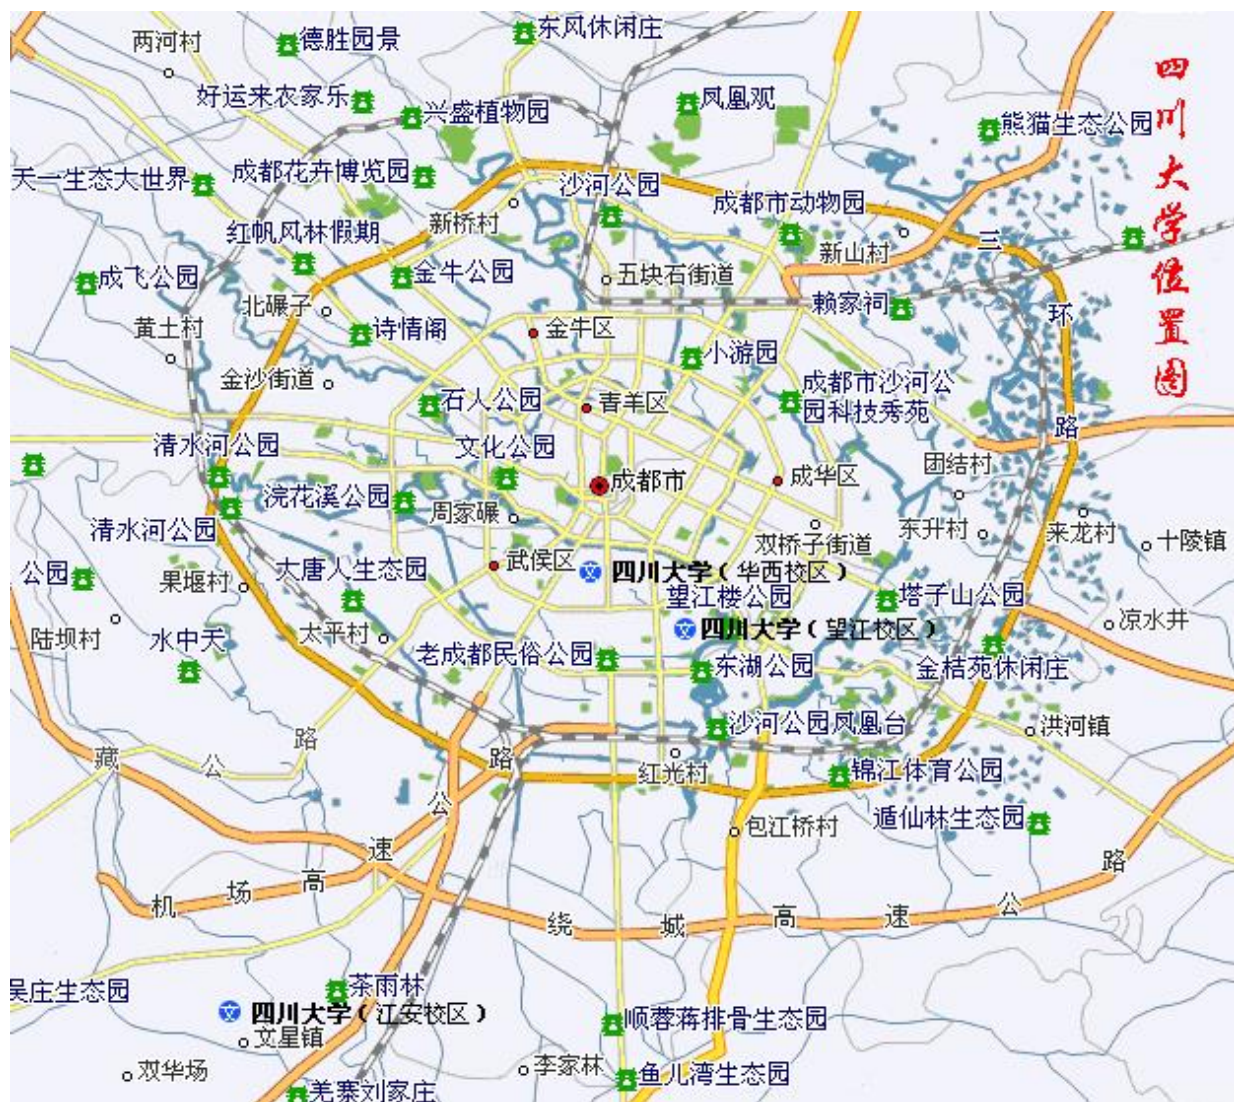 四川大学位置图
两河村
德胜园景
东风休闲庄
好运来农家乐
兴盛植物园
凤凰观
熊猫生态公园
天一生态大世界
成都花卉博览园
沙河公园
成都市动物园
新桥村
红帆风林假期
新山村
三
环
路
成飞公园
金牛公园
五块石街道
北碾子
赖家祠
黄土村
诗情阁
金牛区
小游园
金沙街道
石人公园
青羊区
成都市沙河公
园科技秀苑
清水河公园
文化公园
团结村
成都市
成华区
浣花溪公园
周家碾
清水河公园
双桥子街道
东升村
来龙村
十陵镇
公园
果堰村
大唐人生态园
武侯区
四川大学（华西校区）
望江楼公园
塔子山公园
凉水井
陆坝村
水中天
太平村
四川大学（望江校区）
老成都民俗公园
东湖公园
金桔苑休闲庄
沙河公园凤凰台
洪河镇
藏
公
路
路
公
速
高
场
机
红光村
锦江体育公园
包江桥村
遁仙林生态园
绕
城
高
速
公
路
吴庄生态园
茶雨林
四川大学（江安校区）
文星镇
顺蓉蒋排骨生态园
双华场
李家林
鱼儿湾生态园
羌寨刘家庄